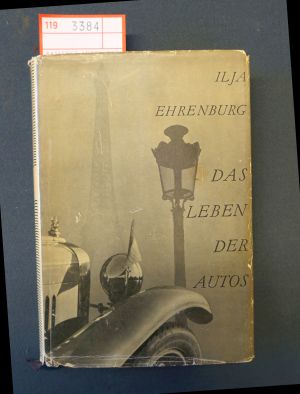 119 3384
ILJA
EHRENBURG
DAS
LEBEN
DER
AUTOS